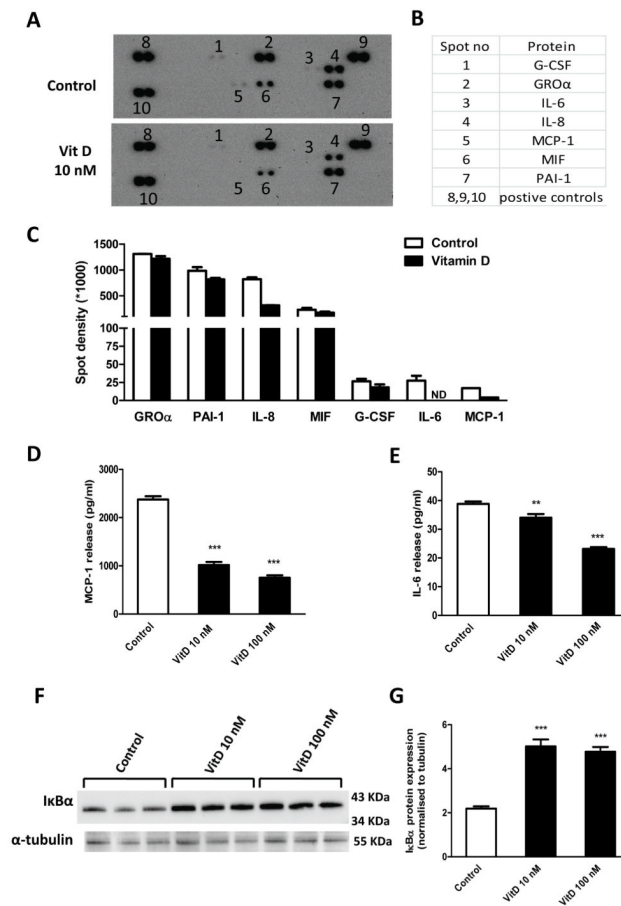 A
8 1 2 3 4 9
Control
10 5 6 7
8 1 2 3 4 9
Vit D
10 nM
10 5 6 7
B
Spot no Protein
1 G-CSF
2 GROα
3 IL-6
4 IL-8
5 MCP-1
6 MIF
7 PAI-1
8,9,10 postive controls
C
Control
Vitamin D
Spot density (*1000)
1500
1000
500
100
75
50
25
0
ND
GROα PAI-1 IL-8 MIF G-CSF IL-6 MCP-1
D
MCP-1 release (pg/ml)
3000
2000
1000
0
*** ***
Control VitD 10 nM VitD 100 nM
E
IL-6 release (pg/ml)
50
40
30
20
10
0
** ***
Control VitD 10 nM VitD 100 nM
F
Control VitD 10 nM VitD 100 nM
IκBα
43 KDa
34 KDa
α-tubulin 55 KDa
G
IκBα protein expression
(normalised to tubulin)
6
4
2
0
*** ***
Control VitD 10 nM VitD 100 nM